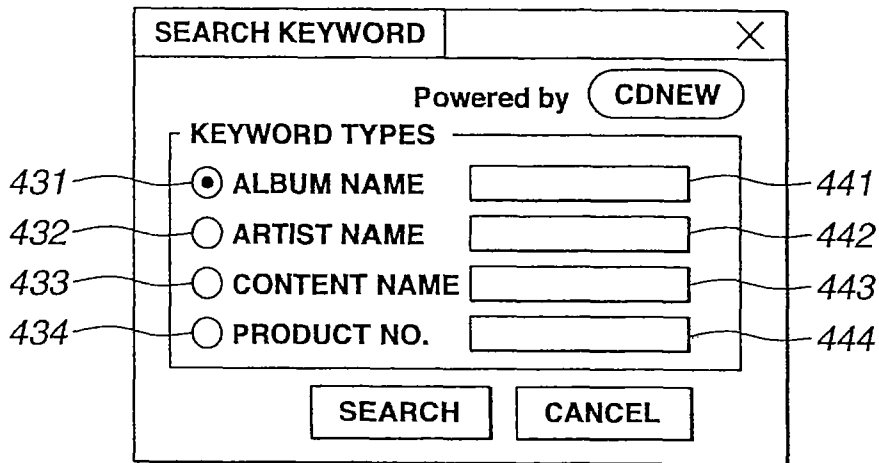 SEARCH KEYWORD
Powered by CDNEW
KEYWORD TYPES
431 ALBUM NAME 441
432 ARTIST NAME 442
433 CONTENT NAME 443
434 PRODUCT NO. 444
SEARCH CANCEL